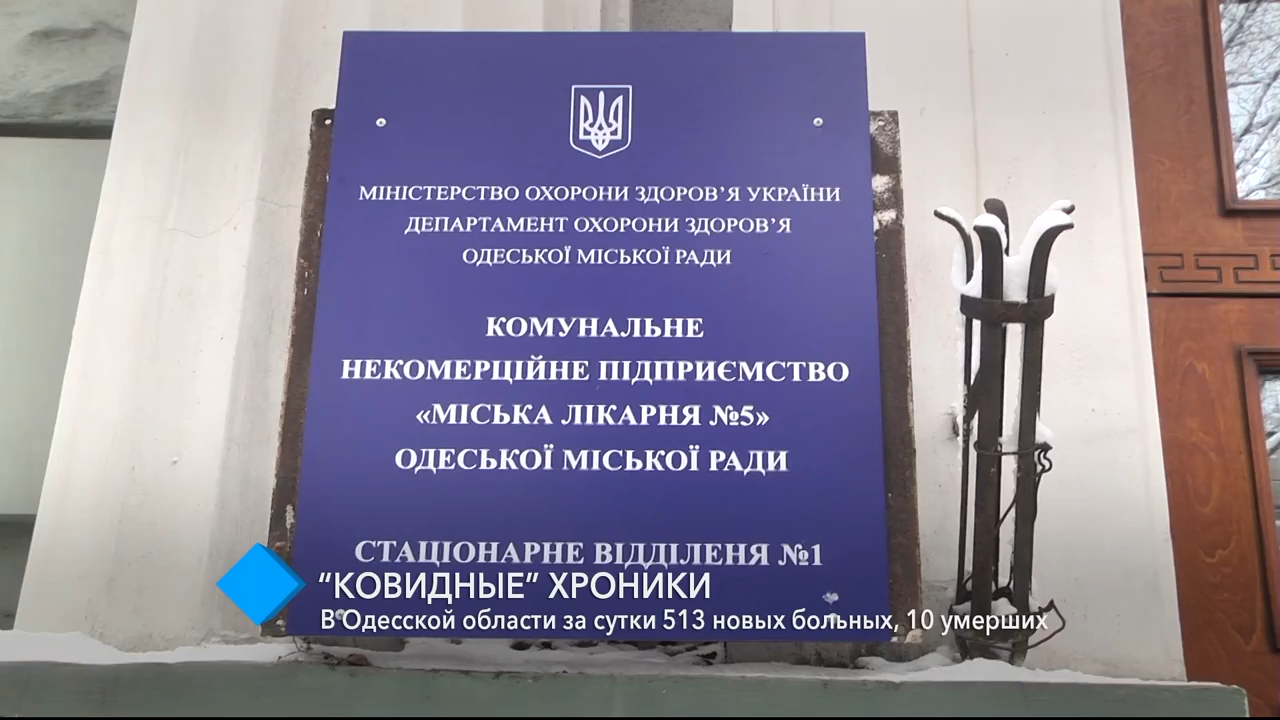 МІНІСТЕРСТВО ОХОРОНИ ЗДОРОВ’Я УКРАЇНИ
ДЕПАРТАМЕНТ ОХОРОНИ ЗДОРОВ’Я
ОДЕСЬКОЇ МІСЬКОЇ РАДИ
КОМУНАЛЬНЕ
НЕКОМЕРЦІЙНЕ ПІДПРИЄМСТВО
«МІСЬКА ЛІКАРНЯ №5»
ОДЕСЬКОЇ МІСЬКОЇ РАДИ
СТАЦІОНАРНЕ ВІДДІЛЕНЯ №1
“КОВИДНЫЕ” ХРОНИКИ
В Одесской области за сутки 513 новых больных, 10 умерших